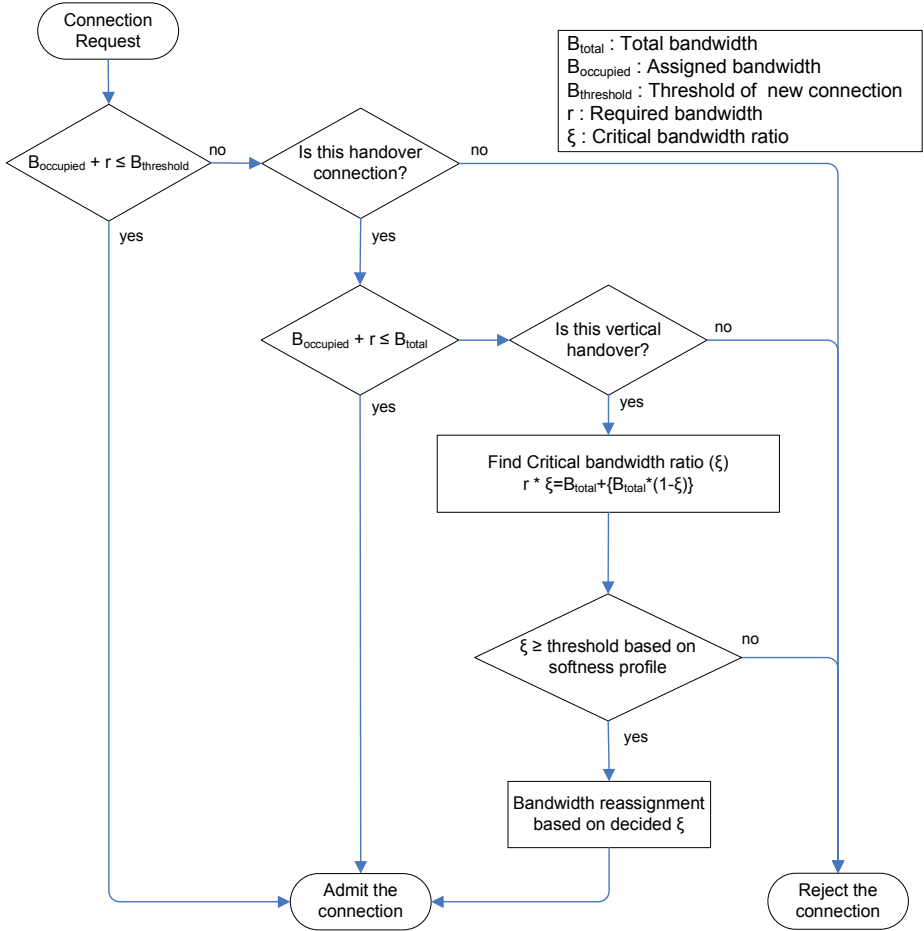 Connection
Request
B_total : Total bandwidth
B_occupied : Assigned bandwidth
B_threshold : Threshold of new connection
r : Required bandwidth
ξ : Critical bandwidth ratio
B_occupied + r ≤ B_threshold
no
Is this handover
connection?
no
yes
yes
B_occupied + r ≤ B_total
Is this vertical
handover?
no
yes
yes
Find Critical bandwidth ratio (ξ)
r * ξ=B_total+{B_total*(1-ξ)}
ξ ≥ threshold based on
softness profile
no
yes
Bandwidth reassignment
based on decided ξ
Admit the
connection
Reject the
connection